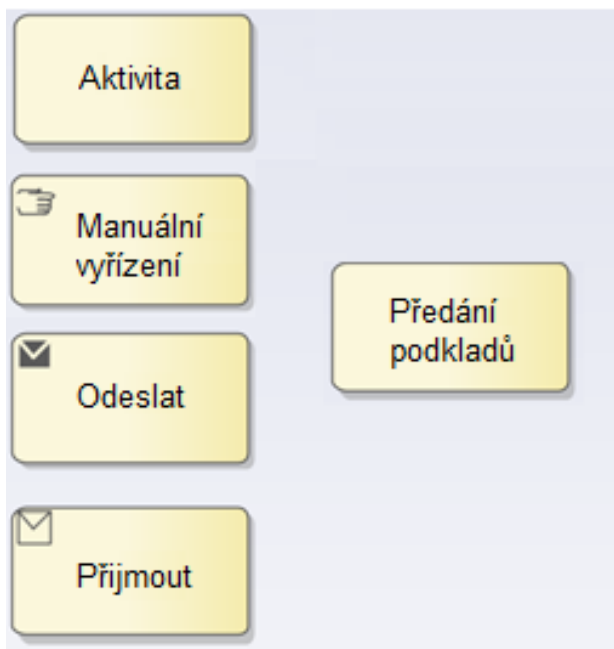 Aktivita
Manuální
vyřízení
Odeslat
Přijmout
Předání
podkladů